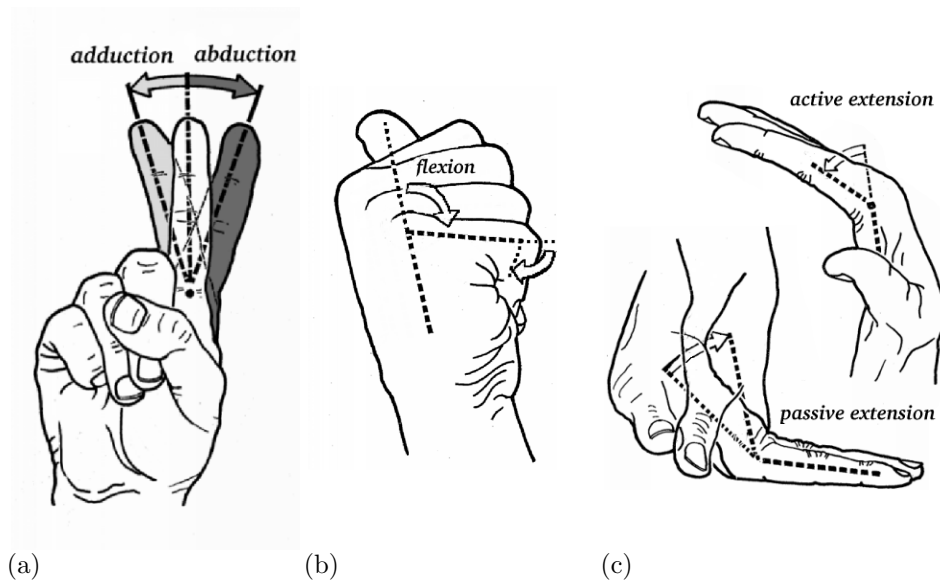 adduction abduction
flexion
active extension
passive extension
(a) (b) (c)